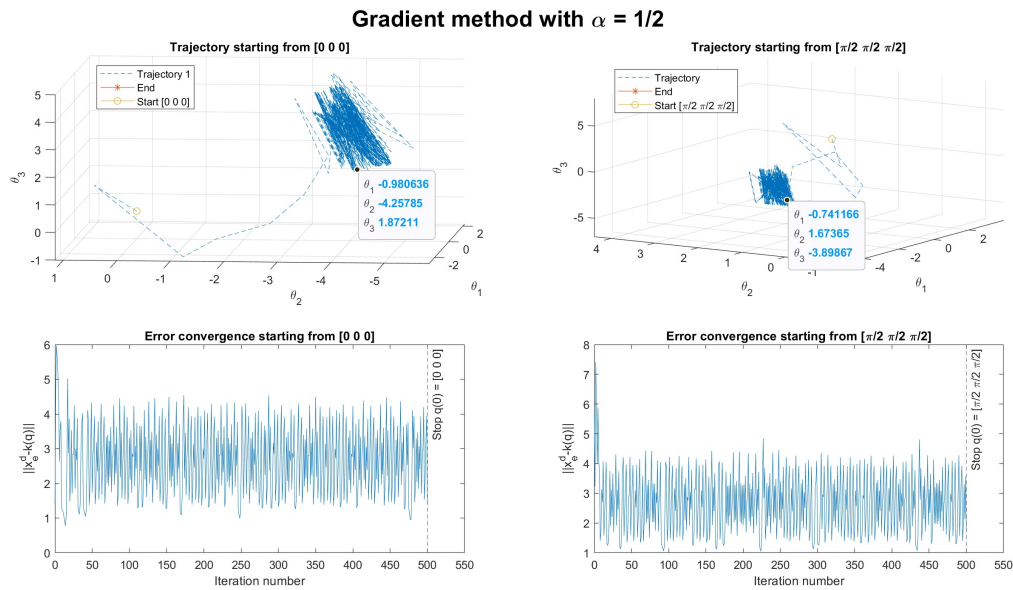 Gradient method with α = 1/2
Trajectory starting from [0 0 0]
Trajectory 1
End
Start [0 0 0]
5
4
3
2
1
0
-1
θ3
1
0
-1
-2
-3
-4
-5
θ2
2
0
-2
θ1
θ1 -0.980636
θ2 -4.25785
θ3 1.87211
Trajectory starting from [π/2 π/2 π/2]
Trajectory
End
Start [π/2 π/2 π/2]
5
0
-5
θ3
4
3
2
1
0
-1
θ2
-4
-2
0
2
θ1
θ1 -0.741166
θ2 1.67365
θ3 -3.89867
Error convergence starting from [0 0 0]
6
5
4
3
2
1
0
||x_e^d-k(q)||
0 50 100 150 200 250 300 350 400 450 500 550
Iteration number
Stop q(0) = [0 0 0]
Error convergence starting from [π/2 π/2 π/2]
8
7
6
5
4
3
2
1
||x_e^d-k(q)||
0 50 100 150 200 250 300 350 400 450 500 550
Iteration number
Stop q(0) = [π/2 π/2 π/2]